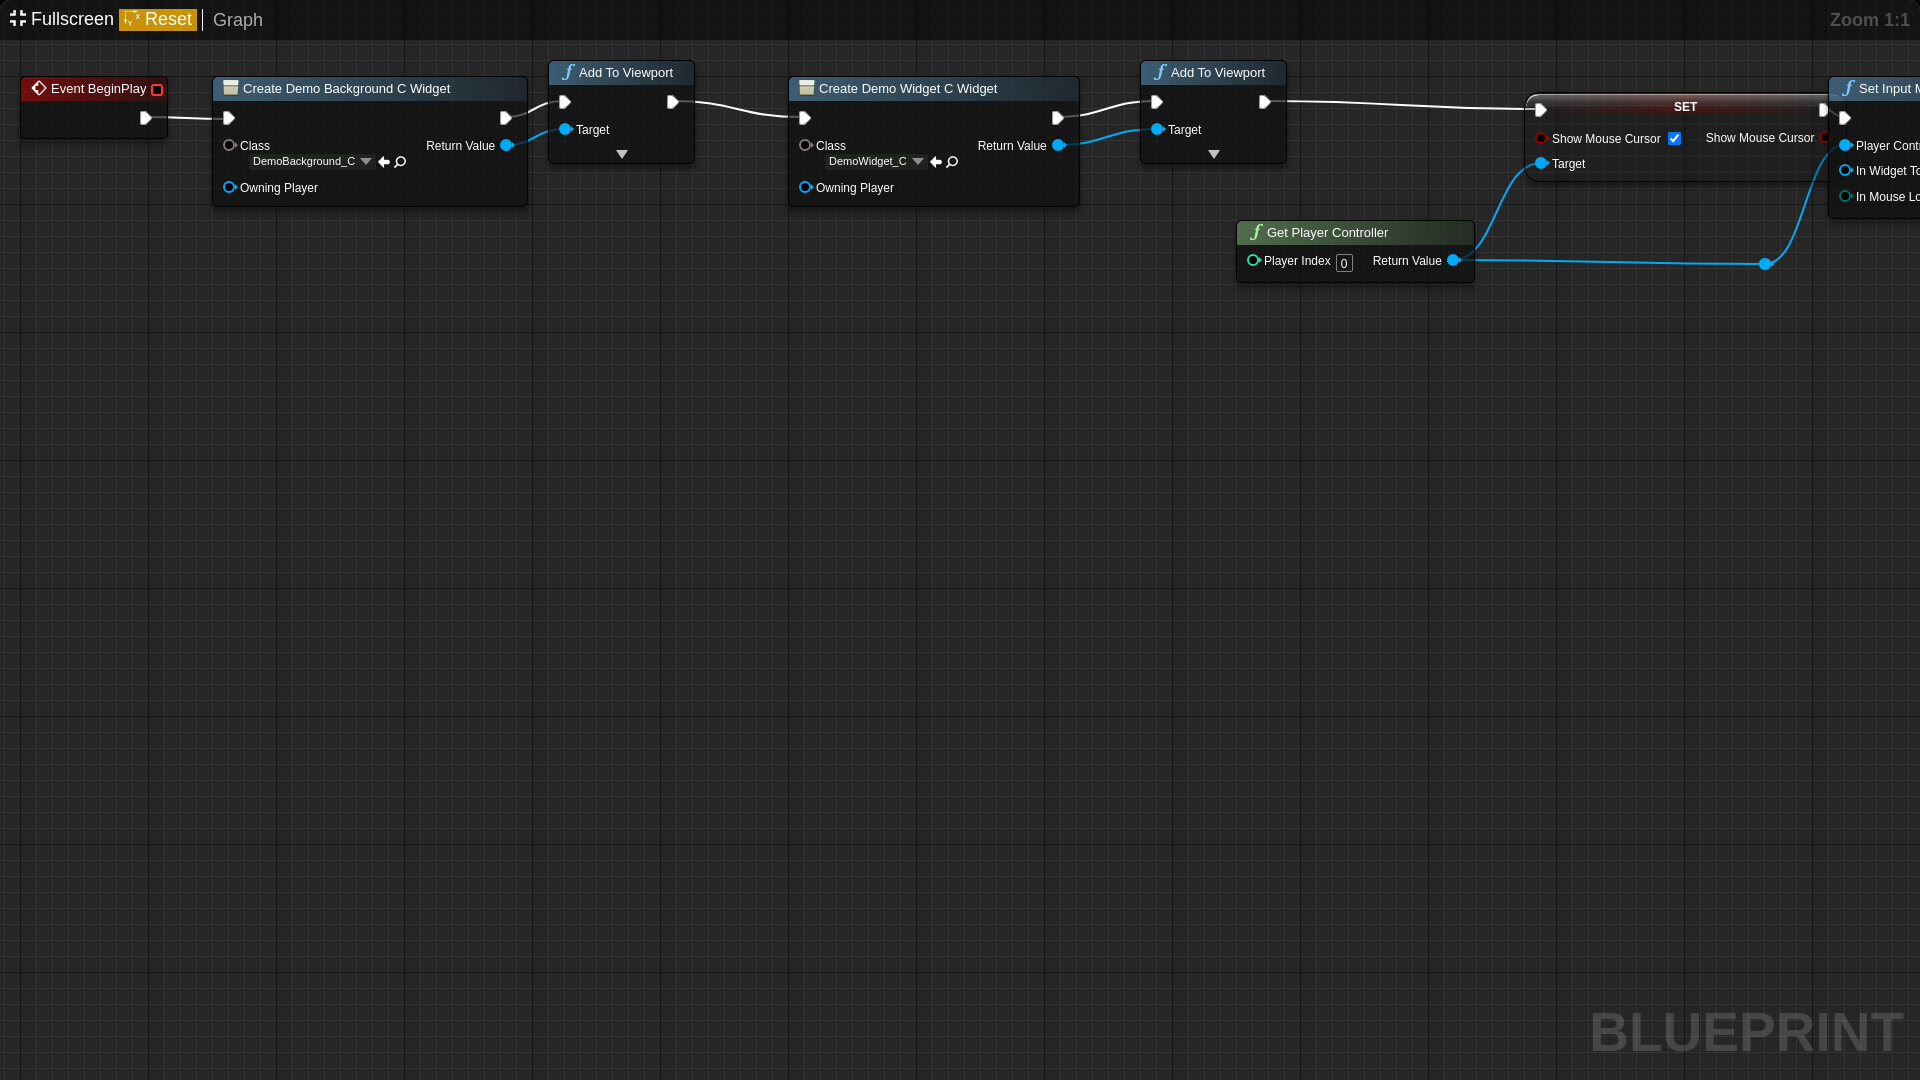 Fullscreen Reset Graph Zoom 1:1
Event BeginPlay
Create Demo Background C Widget
Class
DemoBackground_C
Return Value
Owning Player
Add To Viewport
Target
Create Demo Widget C Widget
Class
DemoWidget_C
Return Value
Owning Player
Add To Viewport
Target
SET
Show Mouse Cursor Show Mouse Cursor
Target
Get Player Controller
Player Index 0 Return Value
Set Input
Player
In Widget
In Mouse
BLUEPRINT